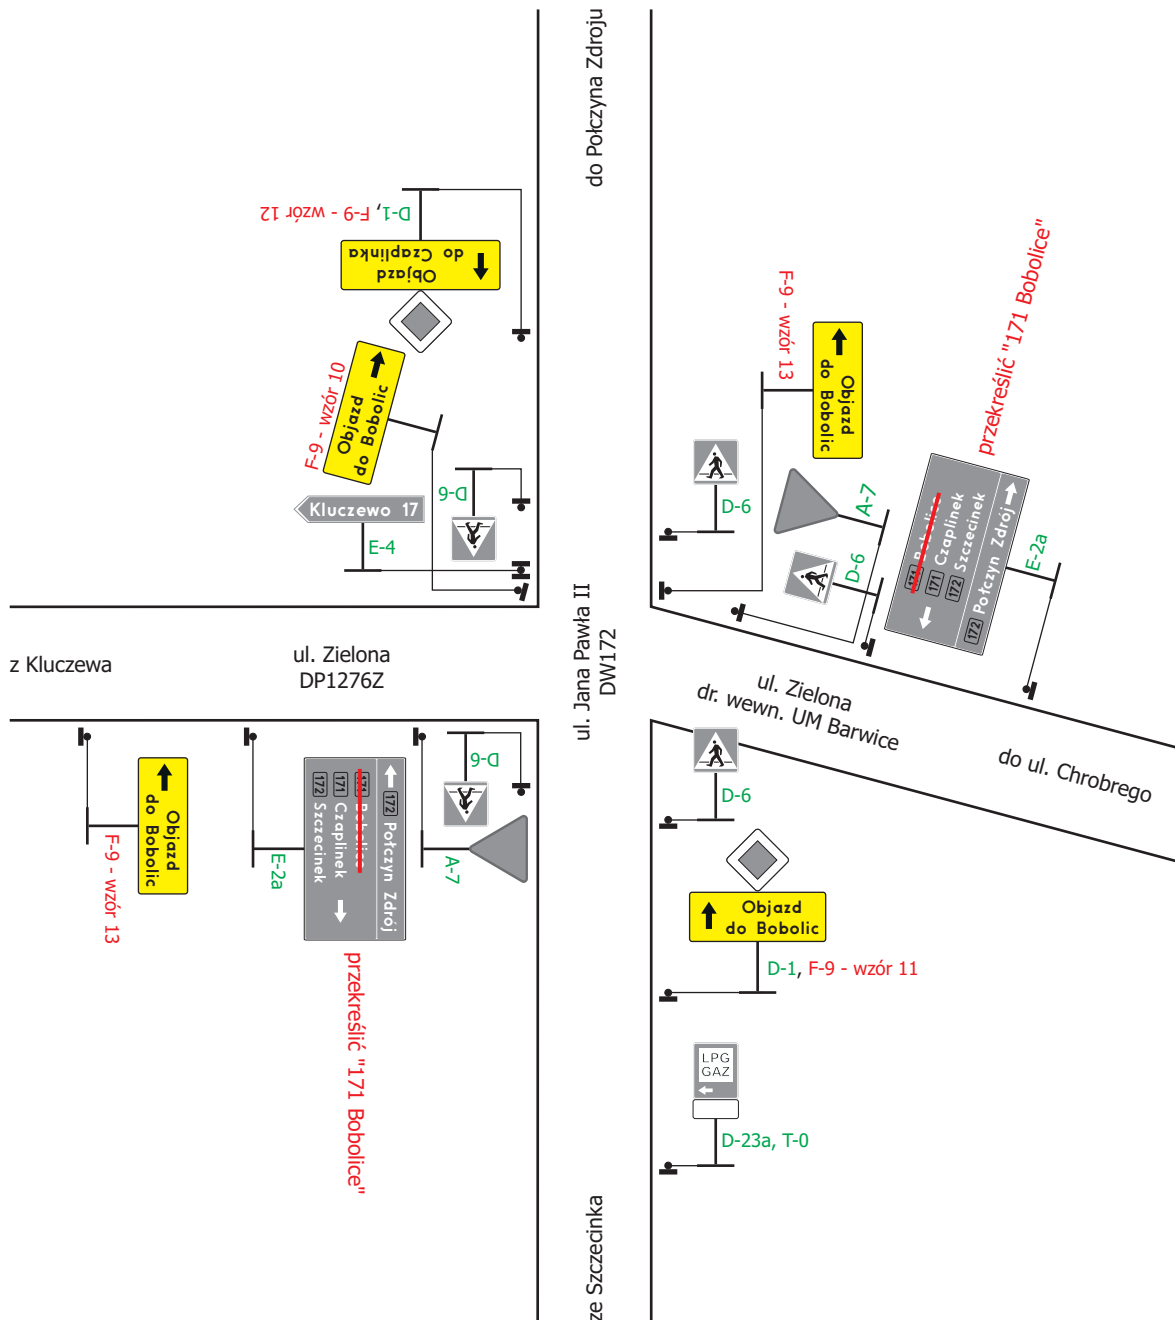 do Połczyna Zdroju
D-1, F-9 - wzór 12
Objazd
do Czaplinka
F-9 - wzór 10
Objazd
do Bobolic
D-6
Kluczewo 17
E-4
F-9 - wzór 13
Objazd
do Bobolic
przekreślić "171 Bobolice"
D-6
A-7
D-6
171 Bobolice
171 Czaplinek
172 Szczecinek
172 Połczyn Zdrój
E-2a
z Kluczewa
ul. Zielona
DP1276Z
ul. Jana Pawła II
DW172
ul. Zielona
dr. wewn. UM Barwice
do ul. Chrobrego
Objazd
do Bobolic
F-9 - wzór 13
E-2a
172 Połczyn Zdrój
171 Bobolice
171 Czaplinek
172 Szczecinek
przekreślić "171 Bobolice"
A-7
D-6
D-6
Objazd
do Bobolic
D-1, F-9 - wzór 11
LPG
GAZ
D-23a, T-0
ze Szczecinka